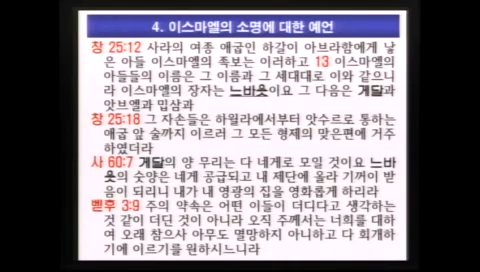 4. 이스마엘의 소명에 대한 예언
창 25:12 사라의 여종 애굽인 하갈이 아브라함에게 낳
은 아들 이스마엘의 족보는 이러하고 13 이스마엘의
아들들의 이름은 그 이름과 그 세대대로 이와 같으니
라 이스마엘의 장자는 느바욧이요 그 다음은 게달과
앗브엘과 밉삼과
창 25:18 그 자손들은 하윌라에서부터 앗수르로 통하는
애굽 앞 술까지 이르러 그 모든 형제의 맞은편에 거주
하였더라
사 60:7 게달의 양 무리는 다 네게로 모일 것이요 느바
욧의 숫양은 네게 공급되고 내 제단에 올라 기꺼이 받
음이 되리니 내가 내 영광의 집을 영화롭게 하리라
벧후 3:9 주의 약속은 어떤 이들이 더디다고 생각하는
것 같이 더딘 것이 아니라 오직 주께서는 너희를 대하
여 오래 참으사 아무도 멸망하지 아니하고 다 회개하
기에 이르기를 원하시느니라